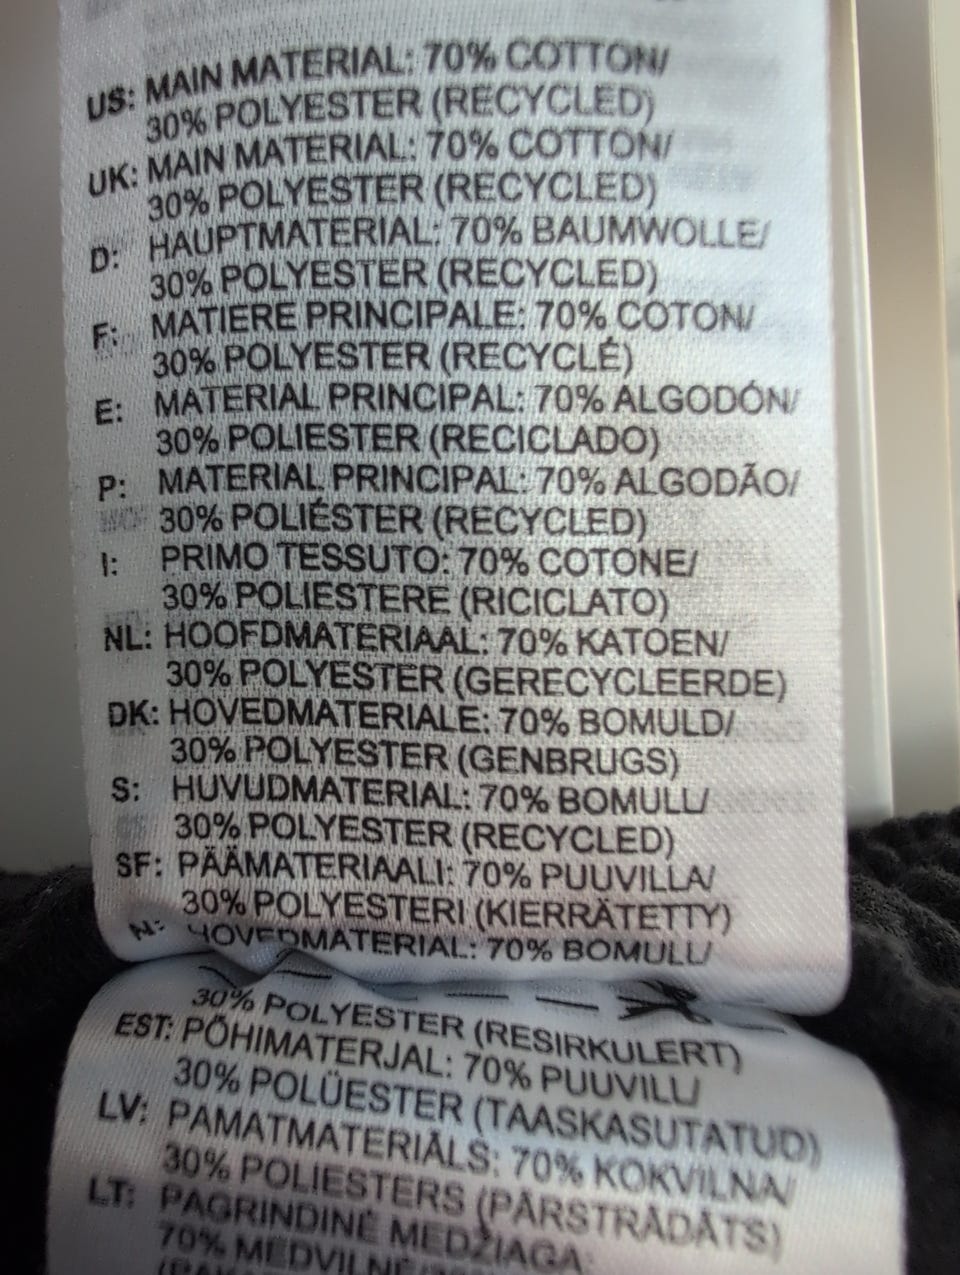 US: MAIN MATERIAL: 70% COTTON/
30% POLYESTER (RECYCLED)
UK: MAIN MATERIAL: 70% COTTON/
30% POLYESTER (RECYCLED)
D: HAUPTMATERIAL: 70% BAUMWOLLE/
30% POLYESTER (RECYCLED)
F: MATIERE PRINCIPALE: 70% COTON/
30% POLYESTER (RECYCLÉ)
E: MATERIAL PRINCIPAL: 70% ALGODÓN/
30% POLIESTER (RECICLADO)
P: MATERIAL PRINCIPAL: 70% ALGODÃO/
30% POLIÉSTER (RECYCLED)
I: PRIMO TESSUTO: 70% COTONE/
30% POLIESTERE (RICICLATO)
NL: HOOFDMATERIAAL: 70% KATOEN/
30% POLYESTER (GERECYCLEERDE)
DK: HOVEDMATERIALE: 70% BOMULD/
30% POLYESTER (GENBRUGS)
S: HUVUDMATERIAL: 70% BOMULL/
30% POLYESTER (RECYCLED)
SF: PÄÄMATERIAALI: 70% PUUVILLA/
30% POLYESTERI (KIERRÄTETTY)
N: HOVEDMATERIAL: 70% BOMULL/
30% POLYESTER (RESIRKULERT)
EST: PÕHIMATERJAL: 70% PUUVILL/
30% POLÜESTER (TAASKASUTATUD)
LV: PAMATMATERIĀLS: 70% KOKVILNA/
30% POLIESTERS (PĀRSTRĀDĀTS)
LT: PAGRINDINĖ MEDŽIAGA:
70% MEDVILNĖ/